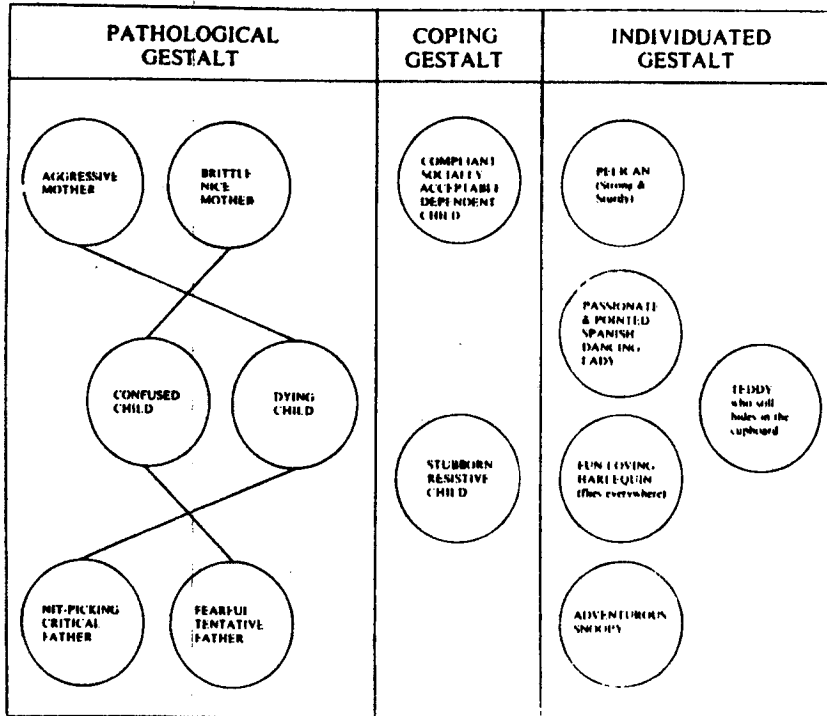 PATHOLOGICAL
GESTALT
COPING
GESTALT
INDIVIDUATED
GESTALT
AGGRESSIVE
MOTHER
BRITTLE
NICE
MOTHER
COMPLIANT
SOCIALLY
ACCEPTABLE
DEPENDENT
CHILD
PELICAN
(Strong &
Sturdy)
PASSIONATE
& POINTED
SPANISH
DANCING
LADY
CONFUSED
CHILD
DYING
CHILD
TEDDY
who still
hides in the
cupboard
STUBBORN
RESISTIVE
CHILD
FUN LOVING
HARLEQUIN
(flies everywhere)
NIT-PICKING
CRITICAL
FATHER
FEARFUL
TENTATIVE
FATHER
ADVENTUROUS
SNOOPY